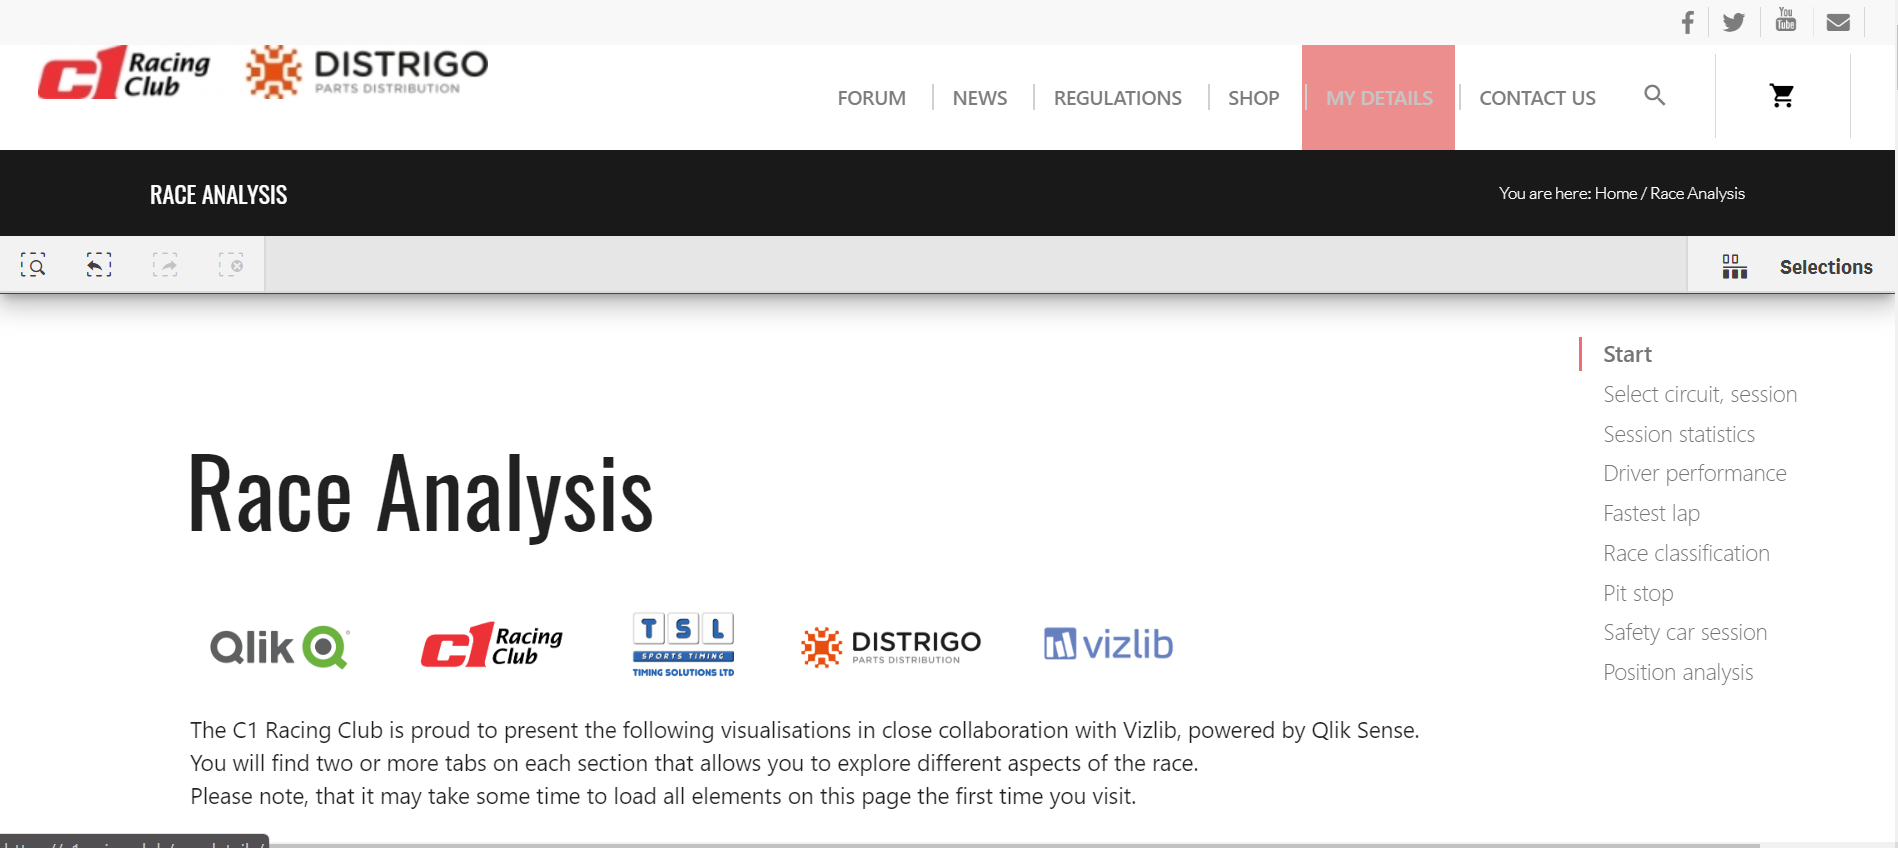 You Tube
C1 Racing Club
DISTRIGO
PARTS DISTRIBUTION
FORUM
NEWS
REGULATIONS
SHOP
MY DETAILS
CONTACT US
RACE ANALYSIS
You are here: Home / Race Analysis
Selections
Start
Select circuit, session
Session statistics
Driver performance
Fastest lap
Race classification
Pit stop
Safety car session
Position analysis
Race Analysis
Qlik
C1 Racing Club
TSL
SPORTS TIMING
TIMING SOLUTIONS LTD
DISTRIGO
PARTS DISTRIBUTION
vizlib
The C1 Racing Club is proud to present the following visualisations in close collaboration with Vizlib, powered by Qlik Sense.
You will find two or more tabs on each section that allows you to explore different aspects of the race.
Please note, that it may take some time to load all elements on this page the first time you visit.